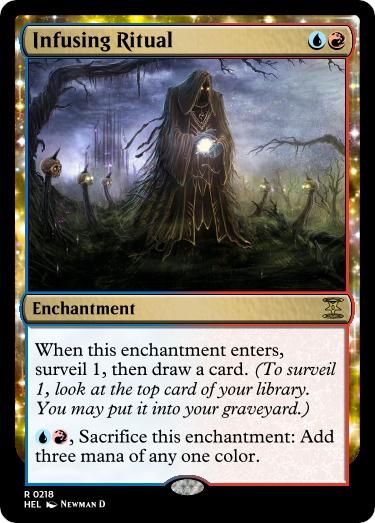 Infusing Ritual
Enchantment
When this enchantment enters,
surveil 1, then draw a card. (To surveil
1, look at the top card of your library.
You may put it into your graveyard.)
, Sacrifice this enchantment: Add
three mana of any one color.
R 0218
HEL Newman D